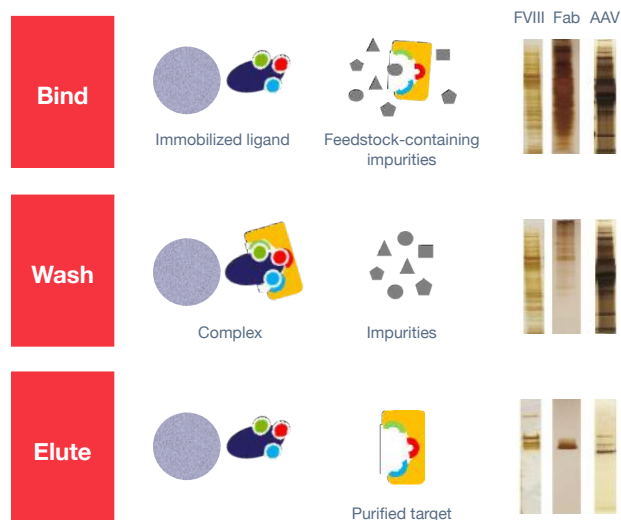 FVIII Fab AAV
Bind
Immobilized ligand
Feedstock-containing
impurities
Wash
Complex
Impurities
Elute
Purified target